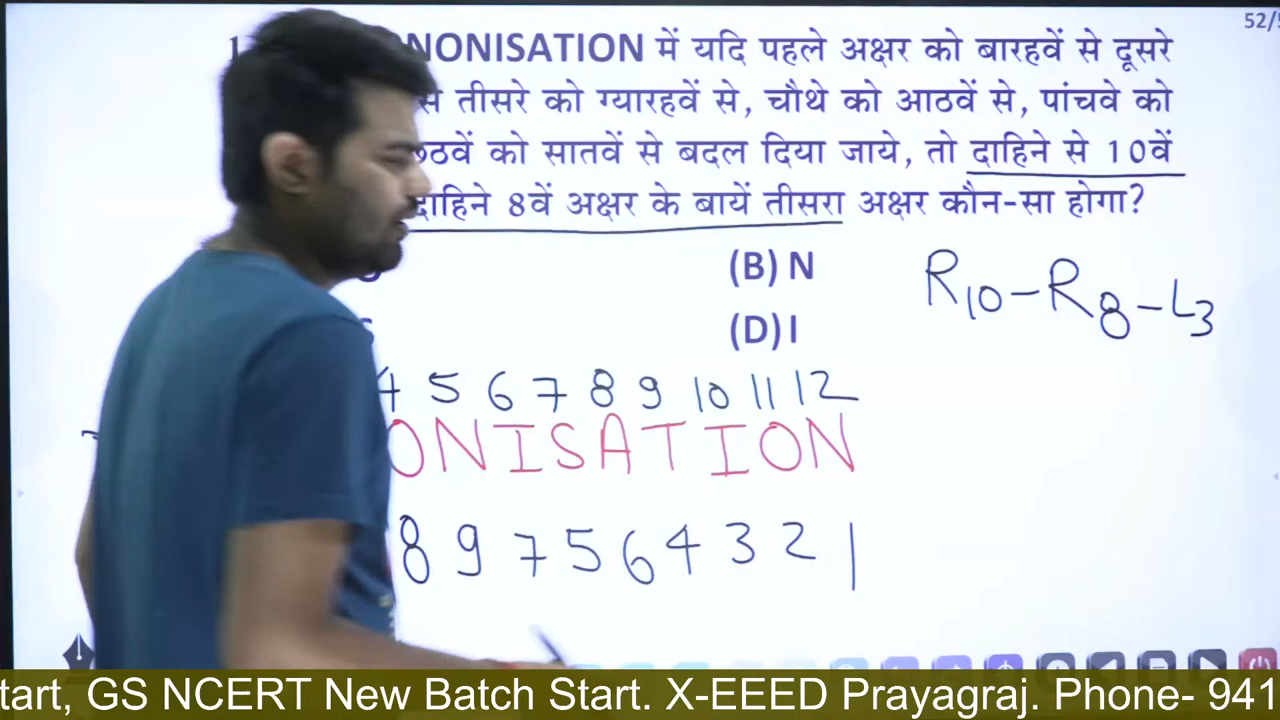 52/
NONISATION में यदि पहले अक्षर को बारहवें से दूसरे
से तीसरे को ग्यारहवें से, चौथे को आठवें से, पांचवे को
छठवें को सातवें से बदल दिया जाये, तो दाहिने से 10वें
दाहिने 8वें अक्षर के बायें तीसरा अक्षर कौन-सा होगा?
(B) N
R10-R8-L3
(D) I
4 5 6 7 8 9 10 11 12
ONISATION
8 9 7 5 6 4 3 2 1
tart, GS NCERT New Batch Start. X-EEED Prayagraj. Phone- 941